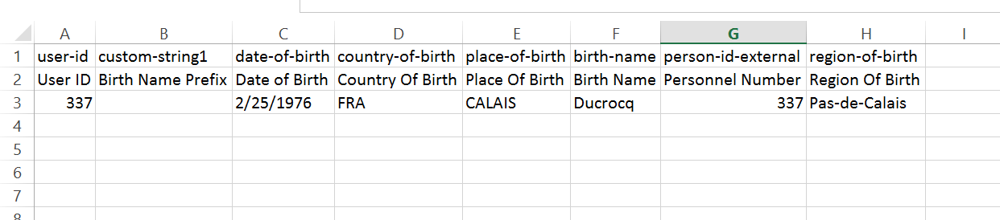 A B C D E F G H I
1 user-id custom-string1 date-of-birth country-of-birth place-of-birth birth-name person-id-external region-of-birth
2 User ID Birth Name Prefix Date of Birth Country Of Birth Place Of Birth Birth Name Personnel Number Region Of Birth
3 337 2/25/1976 FRA CALAIS Ducrocq 337 Pas-de-Calais
4
5
6
7
8